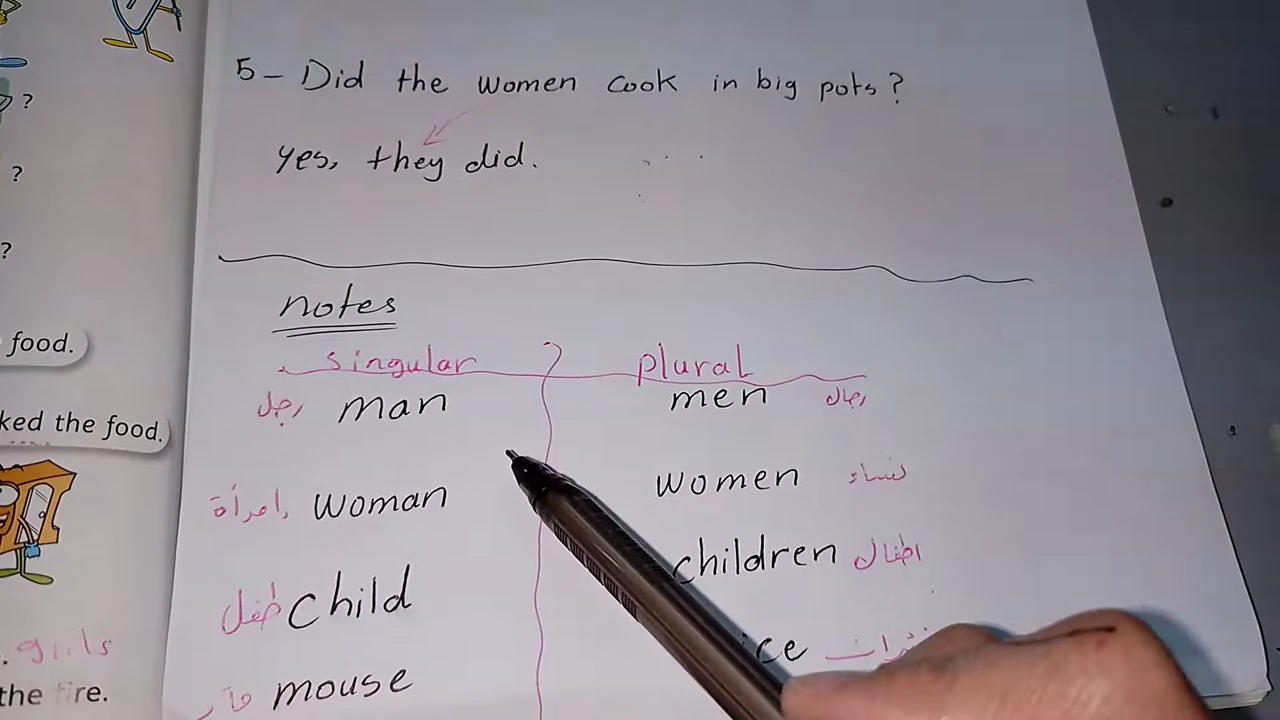 5- Did the women cook in big pots?
yes, they did.
notes
singular plural
رجل man men رجال
امرأة woman women نساء
طفل child children اطفال
mouse
?
?
?
food.
ked the food.
girls
the fire.